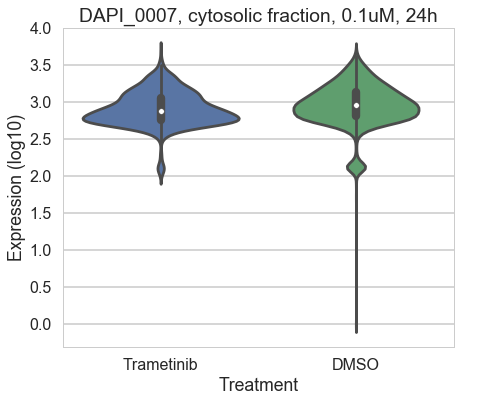 DAPI_0007, cytosolic fraction, 0.1uM, 24h
4.0
3.5
3.0
2.5
2.0
1.5
1.0
0.5
0.0
Expression (log10)
Trametinib DMSO
Treatment